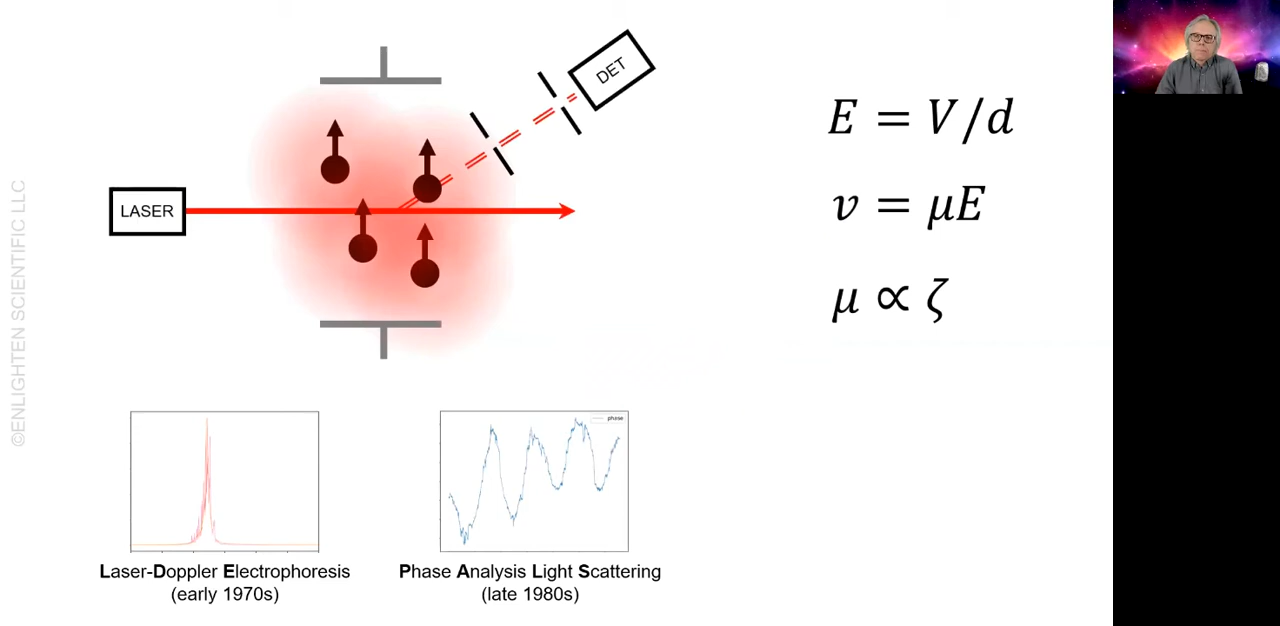 ©ENLIGHTEN SCIENTIFIC LLC
LASER
DET
E = V/d
v = μE
μ ∝ ζ
phase
Laser-Doppler Electrophoresis
(early 1970s)
Phase Analysis Light Scattering
(late 1980s)